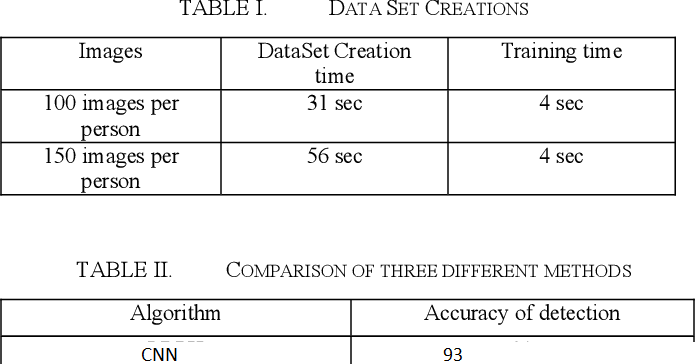 TABLE I. DATA SET CREATIONS
Images DataSet Creation Training time
time
100 images per 31 sec 4 sec
person
150 images per 56 sec 4 sec
person
TABLE II. COMPARISON OF THREE DIFFERENT METHODS
Algorithm Accuracy of detection
CNN 93